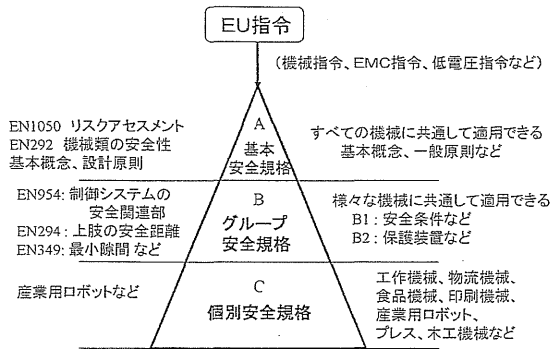 EU指令
(機械指令、EMC指令、低電圧指令など)
EN1050 リスクアセスメント
EN292 機械類の安全性
基本概念、設計原則
A
基本
安全規格
すべての機械に共通して適用できる
基本概念、一般原則など
EN954: 制御システムの
安全関連部
EN294 : 上肢の安全距離
EN349: 最小隙間 など
B
グループ
安全規格
様々な機械に共通して適用できる
B1 : 安全条件など
B2 : 保護装置など
産業用ロボットなど
C
個別安全規格
工作機械、物流機械、
食品機械、印刷機械、
産業用ロボット、
プレス、木工機械など